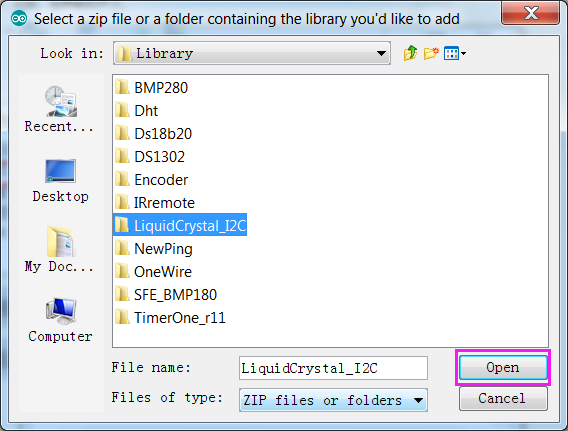 Select a zip file or a folder containing the library you'd like to add
Look in: Library
Recent...
Desktop
My Doc...
Computer
BMP280
Dht
Ds18b20
DS1302
Encoder
IRremote
LiquidCrystal_I2C
NewPing
OneWire
SFE_BMP180
TimerOne_r11
File name: LiquidCrystal_I2C Open
Files of type: ZIP files or folders Cancel